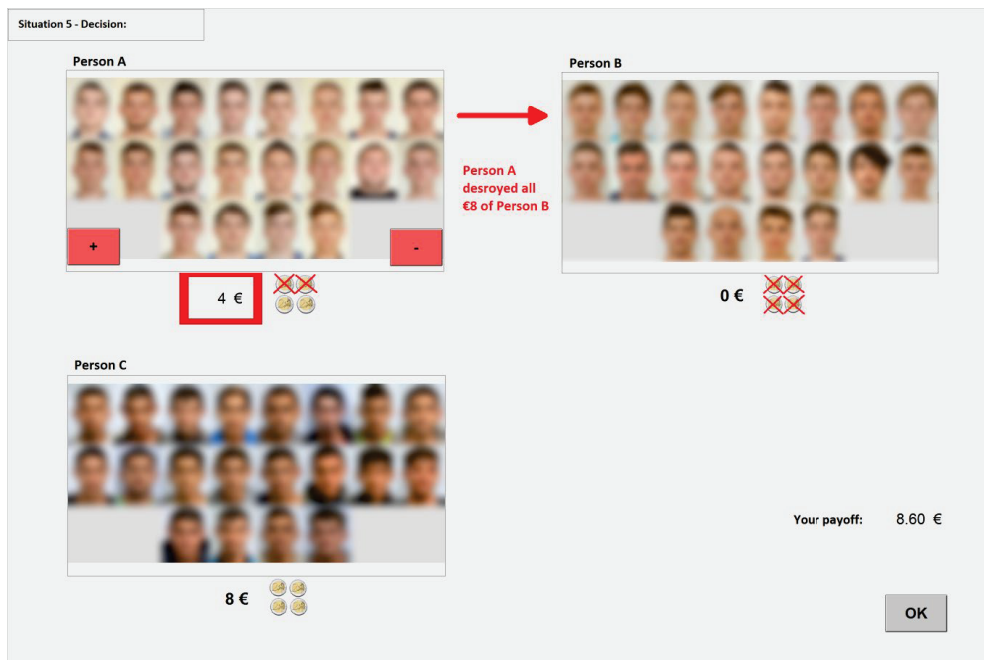 Situation 5 - Decision:
Person A
Person B
Person A
desroyed all
€8 of Person B
+
-
4 €
0 €
Person C
Your payoff: 8.60 €
8 €
OK